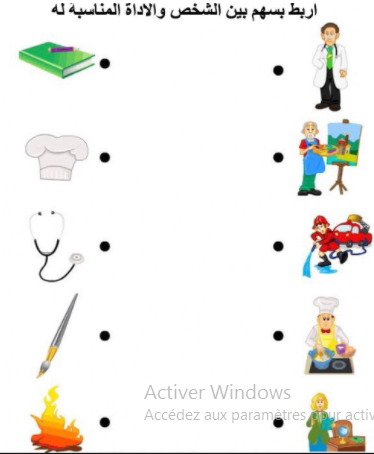 اربط بسهم بين الشخص والاداة المناسبة له
Activer Windows
Accédez aux paramètres pour activ